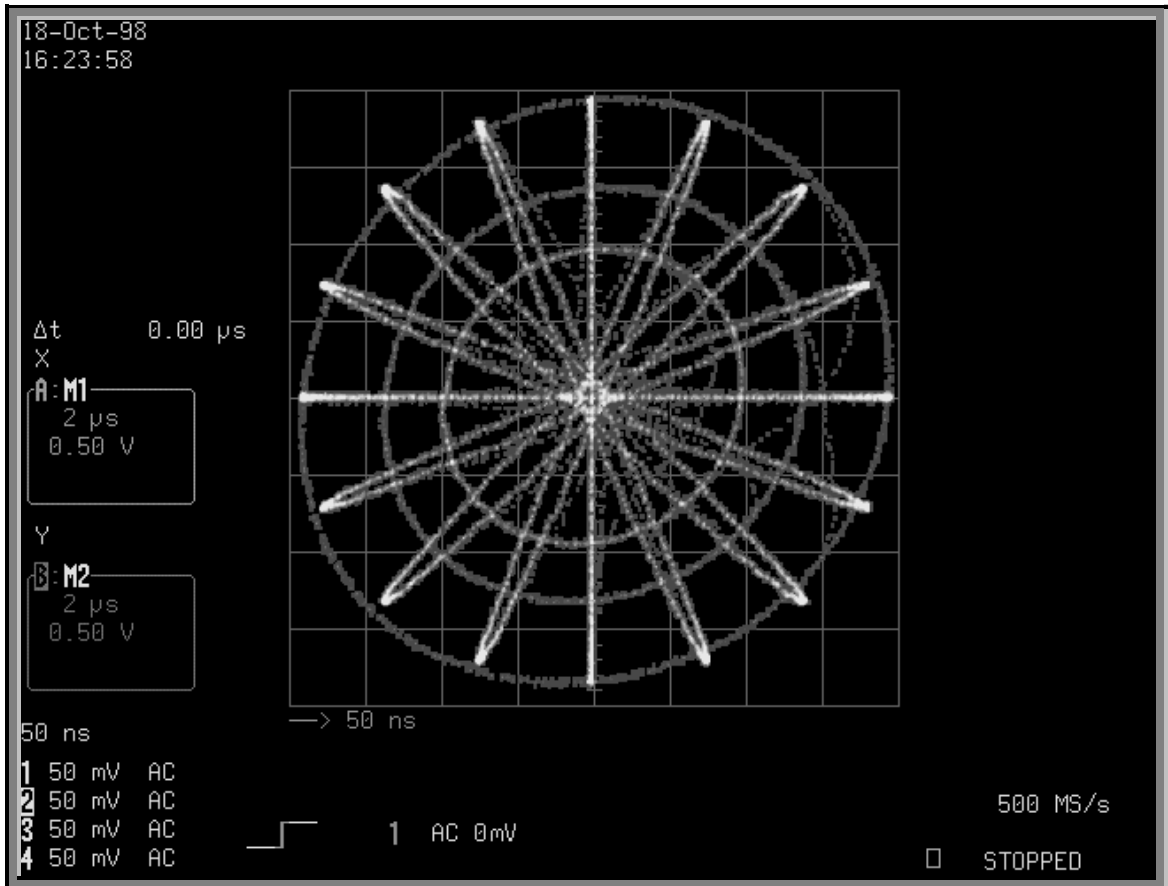 18-Oct-98
16:23:58
Δt 0.00 µs
X
A:M1
2 µs
0.50 V
Y
B:M2
2 µs
0.50 V
—> 50 ns
50 ns
1 50 mV AC
2 50 mV AC
3 50 mV AC
4 50 mV AC
1 AC 0mV
500 MS/s
STOPPED